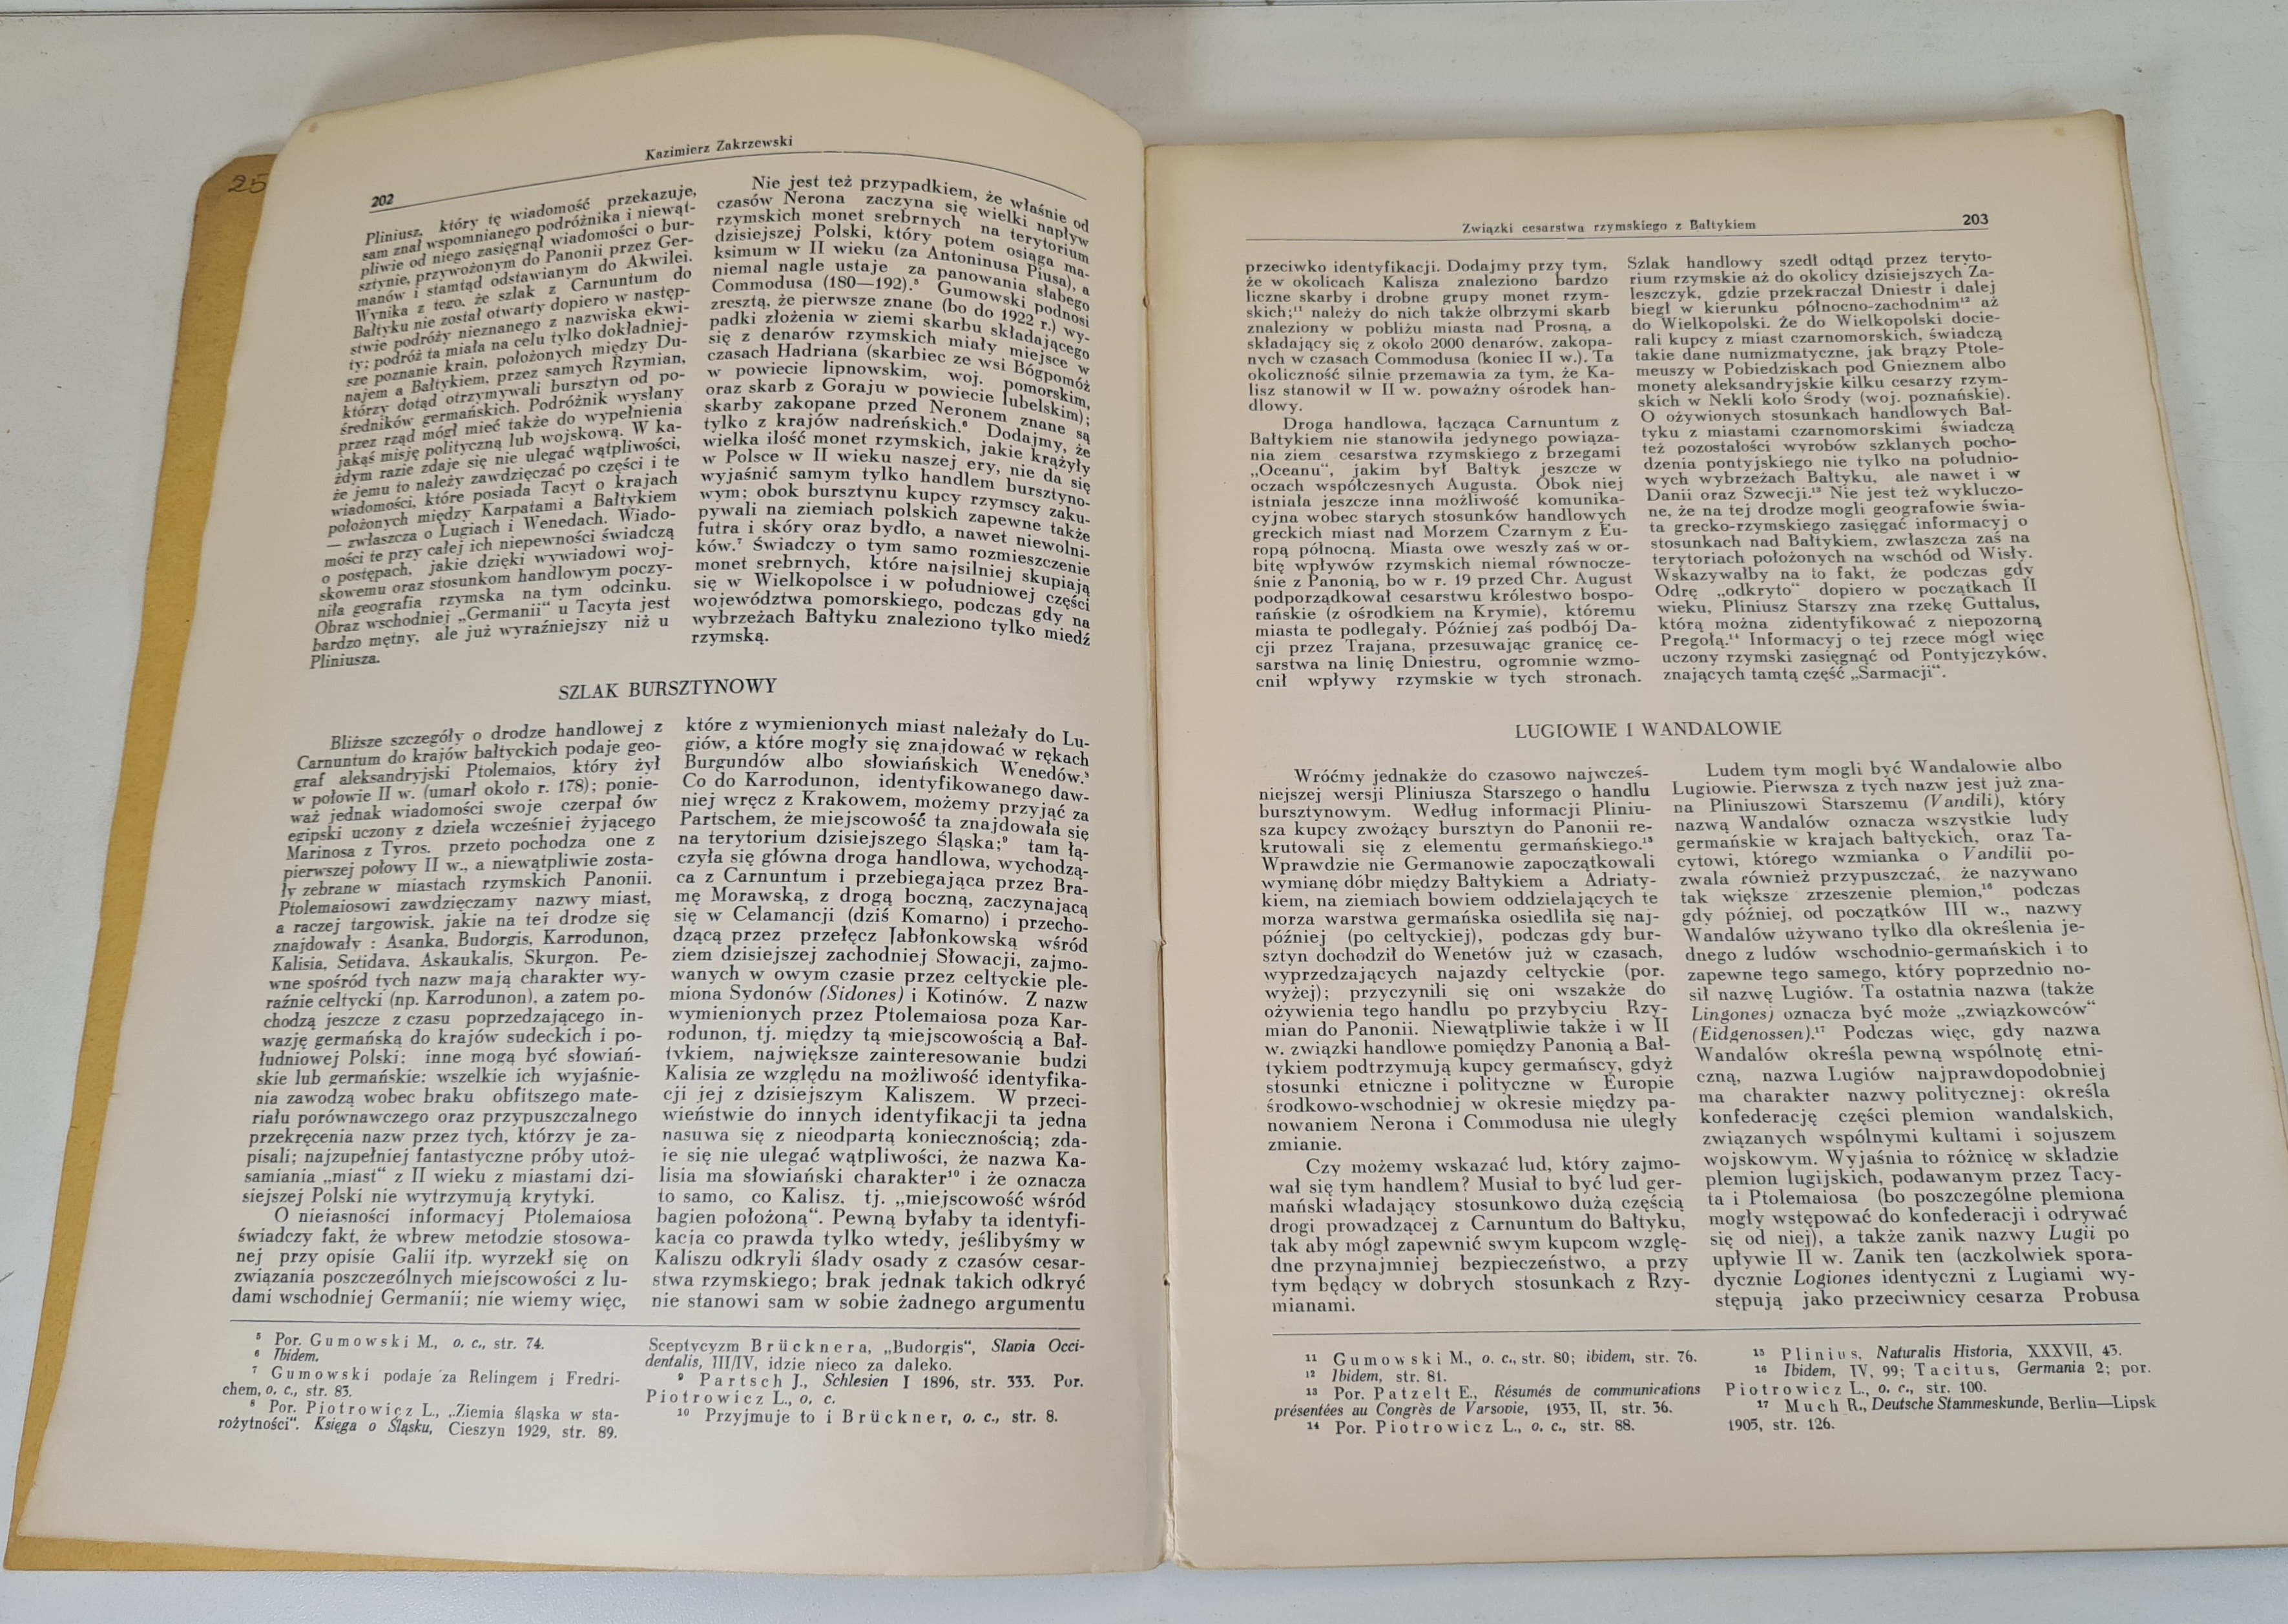 25
202
Kazimierz Zakrzewski
Pliniusz, który tę wiadomość przekazuje,
sam znał wspomnianego podróżnika i niewąt-
pliwie od niego zasięgnął wiadomości o bur-
sztynie, przywożonym do Panonii przez Ger-
manów i stamtąd odstawianym do Akwilei.
Wynika z tego, że szlak z Carnuntum do
Bałtyku nie został otwarty dopiero w następ-
stwie podróży nieznanego z nazwiska ekwi-
ty; podróż ta miała na celu tylko dokładniej-
sze poznanie krain, położonych między Du-
najem a Bałtykiem, przez samych Rzymian,
którzy dotąd otrzymywali bursztyn od po-
średników germańskich. Podróżnik wysłany
przez rząd mógł mieć także do wypełnienia
jakąś misję polityczną lub wojskową. W ka-
żdym razie zdaje się nie ulegać wątpliwości,
że jemu to należy zawdzięczać po części i te
wiadomości, które posiada Tacyt o krajach
położonych między Karpatami a Bałtykiem
— zwłaszcza o Lugiach i Wenedach. Wiado-
mości te przy całej ich niepewności świadczą
o postępach, jakie dzięki wywiadowi woj-
skowemu oraz stosunkom handlowym poczy-
niła geografia rzymska na tym odcinku.
Obraz wschodniej „Germanii“ u Tacyta jest
bardzo mętny, ale już wyraźniejszy niż u
Pliniusza.
Nie jest też przypadkiem, że właśnie od
czasów Nerona zaczyna się wielki napływ
rzymskich monet srebrnych na terytorium
dzisiejszej Polski, który potem osiąga ma-
ksimum w II wieku (za Antoninusa Piusa), a
niemal nagle ustaje za panowania słabego
Commodusa (180—192).⁵ Gumowski podnosi
zresztą, że pierwsze znane (bo do 1922 r.) wy-
padki złożenia w ziemi skarbu składającego
się z denarów rzymskich miały miejsce w
czasach Hadriana (skarbiec ze wsi Bógpomóż
w powiecie lipnowskim, woj. pomorskim,
oraz skarb z Goraju w powiecie lubelskim);
skarby zakopane przed Neronem znane są
tylko z krajów nadreńskich.⁶ Dodajmy, że
wielka ilość monet rzymskich, jakie krążyły
w Polsce w II wieku naszej ery, nie da się
wyjaśnić samym tylko handlem bursztyno-
wym; obok bursztynu kupcy rzymscy zaku-
pywali na ziemiach polskich zapewne także
futra i skóry oraz bydło, a nawet niewolni-
ków.⁷ Świadczy o tym samo rozmieszczenie
monet srebrnych, które najsilniej skupiają
się w Wielkopolsce i w południowej części
województwa pomorskiego, podczas gdy na
wybrzeżach Bałtyku znaleziono tylko miedź
rzymską.
SZLAK BURSZTYNOWY
Bliższe szczegóły o drodze handlowej z
Carnuntum do krajów bałtyckich podaje geo-
graf aleksandryjski Ptolemaios, który żył
w połowie II w. (umarł około r. 178); ponie-
waż jednak wiadomości swoje czerpał ów
egipski uczony z dzieła wcześniej żyjącego
Marinosa z Tyros. przeto pochodza one z
pierwszej połowy II w., a niewątpliwie zosta-
ły zebrane w miastach rzymskich Panonii.
Ptolemaiosowi zawdzięczamy nazwy miast,
a raczej targowisk, jakie na tej drodze się
znajdowały : Asanka, Budorgis, Karrodunon,
Kalisia, Setidava, Askaukalis, Skurgon. Pe-
wne spośród tych nazw mają charakter wy-
raźnie celtycki (np. Karrodunon), a zatem po-
chodzą jeszcze z czasu poprzedzającego in-
wazję germańską do krajów sudeckich i po-
łudniowej Polski: inne mogą być słowiań-
skie lub germańskie: wszelkie ich wyjaśnie-
nia zawodzą wobec braku obfitszego mate-
riału porównawczego oraz przypuszczalnego
przekręcenia nazw przez tych, którzy je za-
pisali; najzupełniej fantastyczne próby utoż-
samiania „miast“ z II wieku z miastami dzi-
siejszej Polski nie wytrzymują krytyki.
O niejasności informacyj Ptolemaiosa
świadczy fakt, że wbrew metodzie stosowa-
nej przy opisie Galii itp. wyrzekł się on
związania poszczególnych miejscowości z lu-
dami wschodniej Germanii; nie wiemy więc,
które z wymienionych miast należały do Lu-
giów, a które mogły się znajdować w rękach
Burgundów albo słowiańskich Wenedów.⁸
Co do Karrodunon, identyfikowanego daw-
niej wręcz z Krakowem, możemy przyjąć za
Partschem, że miejscowość ta znajdowała się
na terytorium dzisiejszego Śląska;⁹ tam łą-
czyła się główna droga handlowa, wychodzą-
ca z Carnuntum i przebiegająca przez Bra-
mę Morawską, z drogą boczną, zaczynającą
się w Celamancji (dziś Komarno) i przecho-
dzącą przez przełęcz Jabłonkowską wśród
ziem dzisiejszej zachodniej Słowacji, zajmo-
wanych w owym czasie przez celtyckie ple-
miona Sydonów (Sidones) i Kotinów. Z nazw
wymienionych przez Ptolemaiosa poza Kar-
rodunon, tj. między tą miejscowością a Bał-
tykiem, największe zainteresowanie budzi
Kalisia ze względu na możliwość identyfika-
cji jej z dzisiejszym Kaliszem. W przeci-
wieństwie do innych identyfikacji ta jedna
nasuwa się z nieodpartą koniecznością; zda-
je się nie ulegać wątpliwości, że nazwa Ka-
lisia ma słowiański charakter¹⁰ i że oznacza
to samo, co Kalisz. tj. „miejscowość wśród
bagien położona“. Pewną byłaby ta identyfi-
kacja co prawda tylko wtedy, jeślibyśmy w
Kaliszu odkryli ślady osady z czasów cesar-
stwa rzymskiego; brak jednak takich odkryć
nie stanowi sam w sobie żadnego argumentu
⁵ Por. Gumowski M., o. c., str. 74.
⁶ Ibidem.
⁷ Gumowski podaje za Relingem i Fredri-
chem, o. c., str. 83.
⁸ Por. Piotrowicz L., „Ziemia śląska w sta-
rożytności“. Księga o Śląsku, Cieszyn 1929, str. 89.
Sceptycyzm Brücknera, „Budorgis“, Slavia Occi-
dentalis, III/IV, idzie nieco za daleko.
⁹ Partsch J., Schlesien I 1896, str. 333. Por.
Piotrowicz L., o. c.
¹⁰ Przyjmuje to i Brückner, o. c., str. 8.
Związki cesarstwa rzymskiego z Bałtykiem
203
przeciwko identyfikacji. Dodajmy przy tym,
że w okolicach Kalisza znaleziono bardzo
liczne skarby i drobne grupy monet rzym-
skich;¹¹ należy do nich także olbrzymi skarb
znaleziony w pobliżu miasta nad Prosną, a
składający się z około 2000 denarów, zakopa-
nych w czasach Commodusa (koniec II w.). Ta
okoliczność silnie przemawia za tym, że Ka-
lisz stanowił w II w. poważny ośrodek han-
dlowy.
Droga handlowa, łącząca Carnuntum z
Bałtykiem nie stanowiła jedynego powiąza-
nia ziem cesarstwa rzymskiego z brzegami
„Oceanu“, jakim był Bałtyk jeszcze w
oczach współczesnych Augusta. Obok niej
istniała jeszcze inna możliwość komunika-
cyjna wobec starych stosunków handlowych
greckich miast nad Morzem Czarnym z Eu-
ropą północną. Miasta owe weszły zaś w or-
bitę wpływów rzymskich niemal równocze-
śnie z Panonią, bo w r. 19 przed Chr. August
podporządkował cesarstwu królestwo bospo-
rańskie (z ośrodkiem na Krymie), któremu
miasta te podlegały. Później zaś podbój Da-
cji przez Trajana, przesuwając granicę ce-
sarstwa na linię Dniestru, ogromnie wzmo-
cnił wpływy rzymskie w tych stronach.
Szlak handlowy szedł odtąd przez teryto-
rium rzymskie aż do okolicy dzisiejszych Za-
leszczyk, gdzie przekraczał Dniestr i dalej
biegł w kierunku północno-zachodnim¹² aż
do Wielkopolski. Że do Wielkopolski docie-
rali kupcy z miast czarnomorskich, świadczą
takie dane numizmatyczne, jak brązy Ptole-
meuszy w Pobiedziskach pod Gnieznem albo
monety aleksandryjskie kilku cesarzy rzym-
skich w Nekli koło Środy (woj. poznańskie).
O ożywionych stosunkach handlowych Bał-
tyku z miastami czarnomorskimi świadczą
też pozostałości wyrobów szklanych pocho-
dzenia pontyjskiego nie tylko na południo-
wych wybrzeżach Bałtyku, ale nawet i w
Danii oraz Szwecji.¹³ Nie jest też wykluczo-
ne, że na tej drodze mogli geografowie świa-
ta grecko-rzymskiego zasięgać informacyj o
stosunkach nad Bałtykiem, zwłaszcza zaś na
terytoriach położonych na wschód od Wisły.
Wskazywałby na to fakt, że podczas gdy
Odrę „odkryto“ dopiero w początkach II
wieku, Pliniusz Starszy zna rzekę Guttalus,
którą można zidentyfikować z niepozorną
Pregołą.¹⁴ Informacyj o tej rzece mógł więc
uczony rzymski zasięgnąć od Pontyjczyków,
znających tamtą część „Sarmacji“.
LUGIOWIE I WANDALOWIE
Wróćmy jednakże do czasowo najwcześ-
niejszej wersji Pliniusza Starszego o handlu
bursztynowym. Według informacji Pliniu-
sza kupcy zwożący bursztyn do Panonii re-
krutowali się z elementu germańskiego.¹⁵
Wprawdzie nie Germanowie zapoczątkowali
wymianę dóbr między Bałtykiem a Adriaty-
kiem, na ziemiach bowiem oddzielających te
morza warstwa germańska osiedliła się naj-
później (po celtyckiej), podczas gdy bur-
sztyn dochodził do Wenetów już w czasach,
wyprzedzających najazdy celtyckie (por.
wyżej); przyczynili się oni wszakże do
ożywienia tego handlu po przybyciu Rzy-
mian do Panonii. Niewątpliwie także i w II
w. związki handlowe pomiędzy Panonią a Bał-
tykiem podtrzymują kupcy germańscy, gdyż
stosunki etniczne i polityczne w Europie
środkowo-wschodniej w okresie między pa-
nowaniem Nerona i Commodusa nie uległy
zmianie.
Czy możemy wskazać lud, który zajmo-
wał się tym handlem? Musiał to być lud ger-
mański władający stosunkowo dużą częścią
drogi prowadzącej z Carnuntum do Bałtyku,
tak aby mógł zapewnić swym kupcom wzglę-
dne przynajmniej bezpieczeństwo, a przy
tym będący w dobrych stosunkach z Rzy-
mianami.
Ludem tym mogli być Wandalowie albo
Lugiowie. Pierwsza z tych nazw jest już zna-
na Pliniuszowi Starszemu (Vandili), który
nazwą Wandalów oznacza wszystkie ludy
germańskie w krajach bałtyckich, oraz Ta-
cytowi, którego wzmianka o Vandilii po-
zwala również przypuszczać, że nazywano
tak większe zrzeszenie plemion,¹⁶ podczas
gdy później, od początków III w., nazwy
Wandalów używano tylko dla określenia je-
dnego z ludów wschodnio-germańskich i to
zapewne tego samego, który poprzednio no-
sił nazwę Lugiów. Ta ostatnia nazwa (także
Lingones) oznacza być może „związkowców“
(Eidgenossen).¹⁷ Podczas więc, gdy nazwa
Wandalów określa pewną wspólnotę etni-
czną, nazwa Lugiów najprawdopodobniej
ma charakter nazwy politycznej: określa
konfederację części plemion wandalskich,
związanych wspólnymi kultami i sojuszem
wojskowym. Wyjaśnia to różnicę w składzie
plemion lugijskich, podawanym przez Tacy-
ta i Ptolemaiosa (bo poszczególne plemiona
mogły wstępować do konfederacji i odrywać
się od niej), a także zanik nazwy Lugii po
upływie II w. Zanik ten (aczkolwiek spora-
dycznie Logiones identyczni z Lugiami wy-
stępują jako przeciwnicy cesarza Probusa
¹¹ Gumowski M., o. c., str. 80; ibidem, str. 76.
¹² Ibidem, str. 81.
¹³ Por. Patzelt E., Résumés de communications
présentées au Congrès de Varsovie, 1933, II, str. 36.
¹⁴ Por. Piotrowicz L., o. c., str. 88.
¹⁵ Plinius, Naturalis Historia, XXXVII, 43.
¹⁶ Ibidem, IV, 99; Tacitus, Germania 2; por.
Piotrowicz L., o. c., str. 100.
¹⁷ Much R., Deutsche Stammeskunde, Berlin—Lipsk
1905, str. 126.